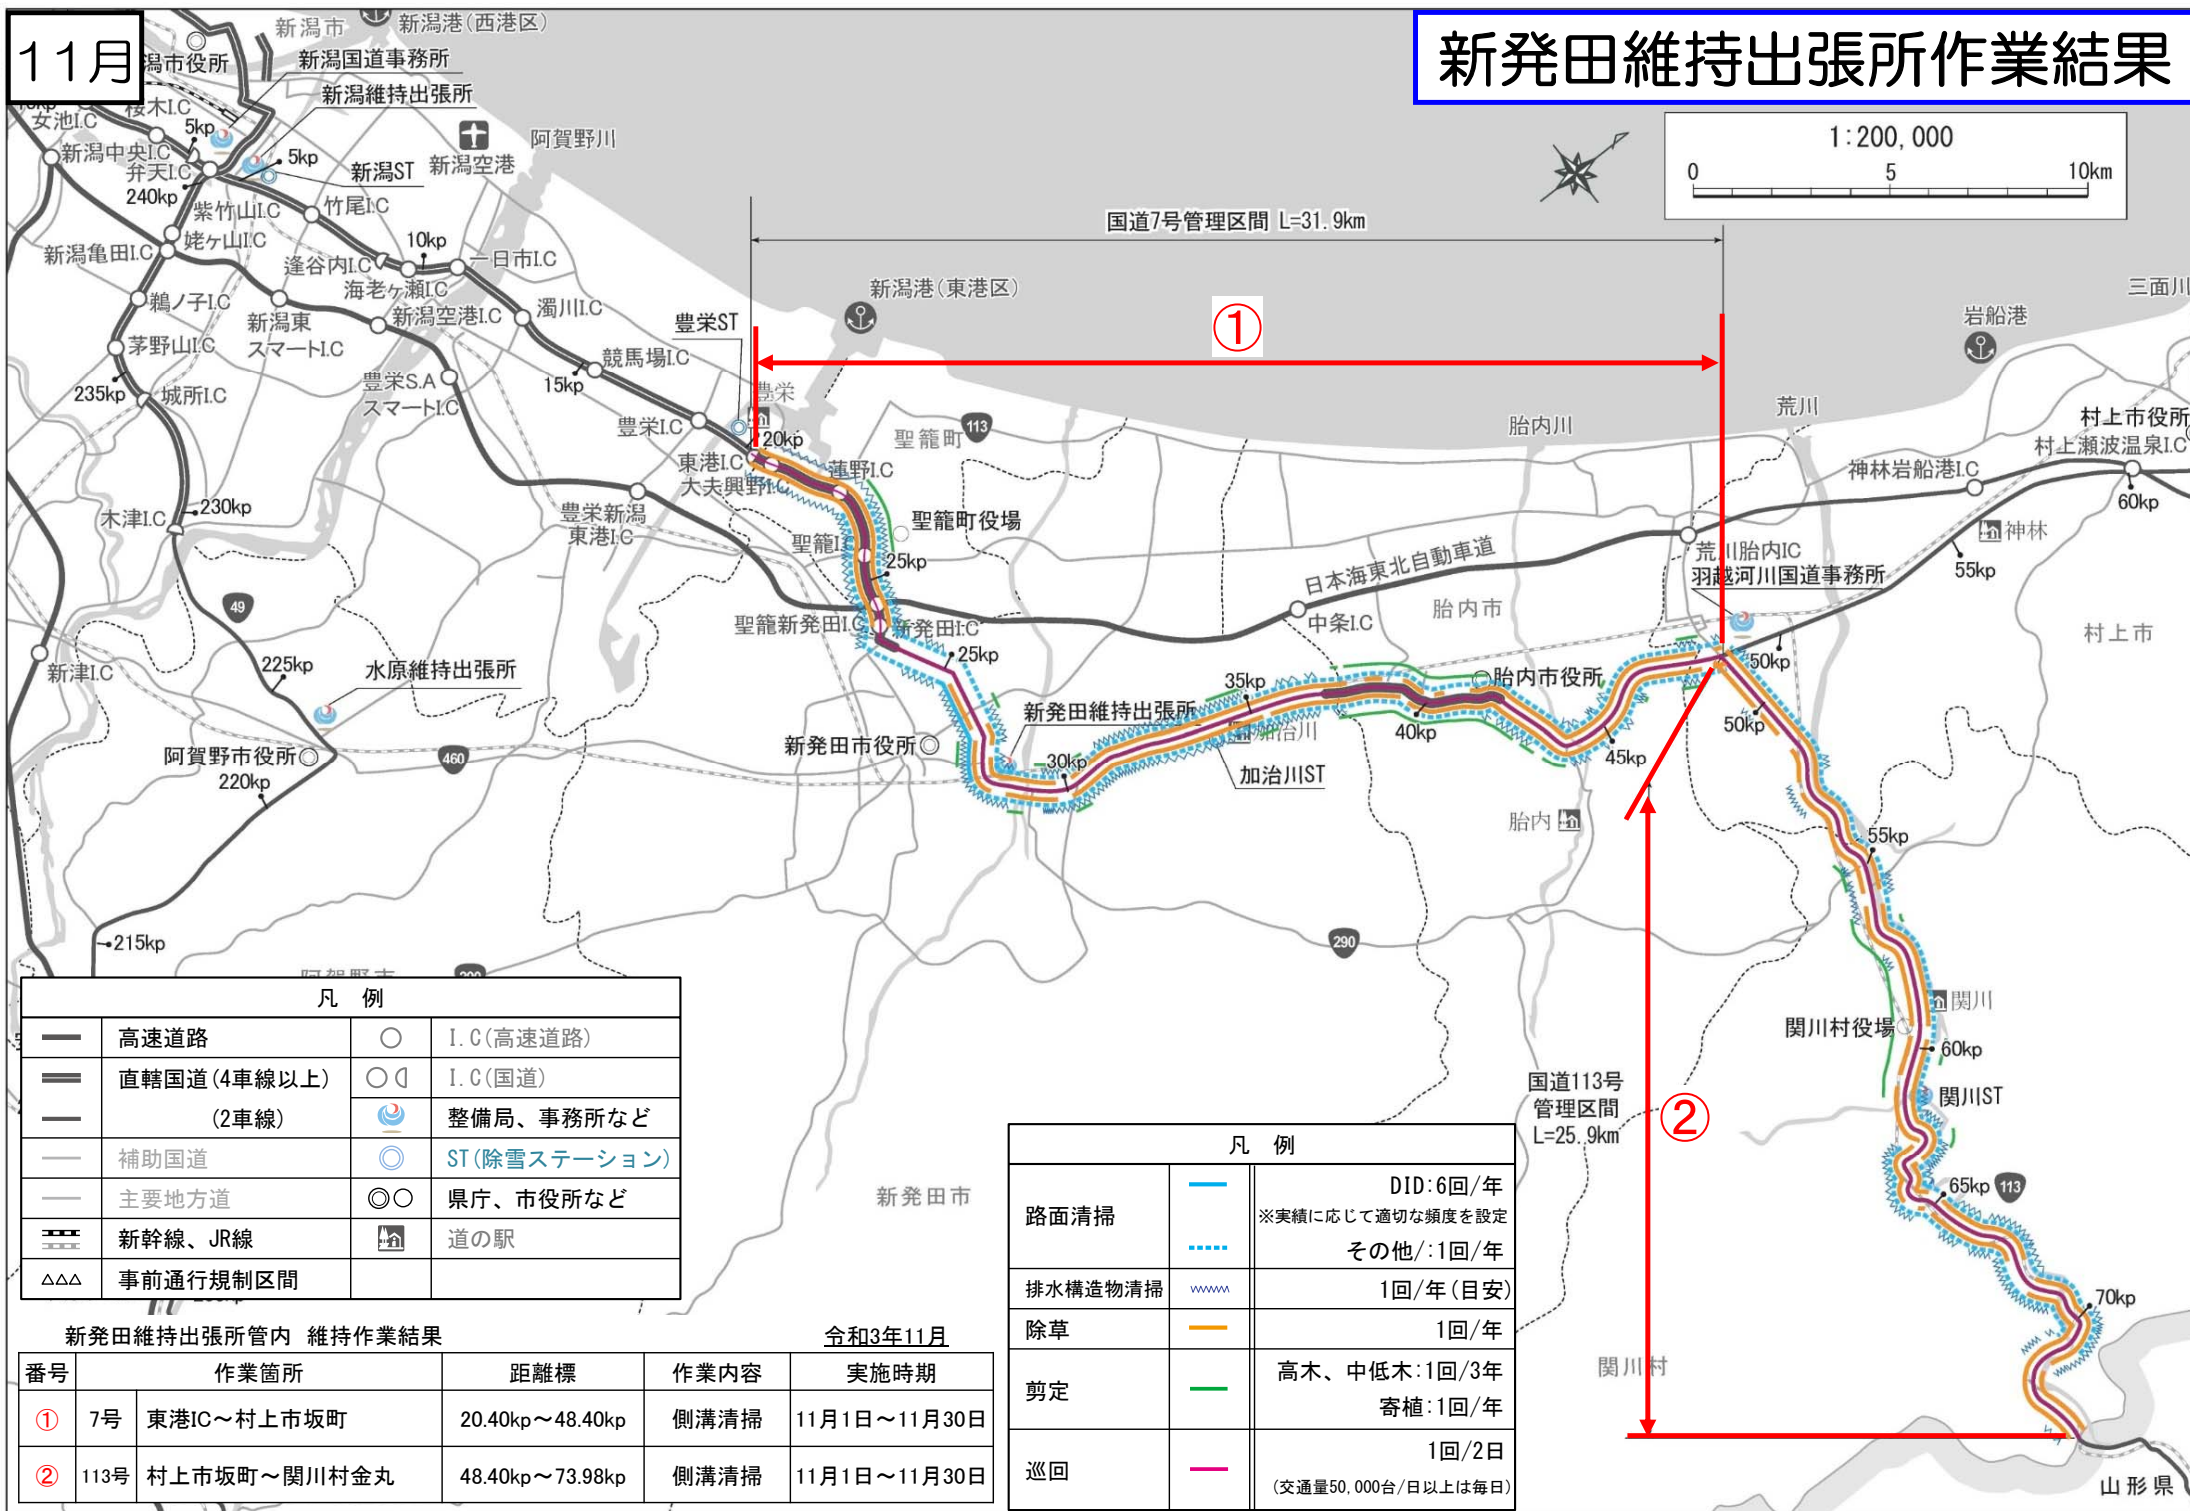 11月
新発田維持出張所作業結果
新潟市
新潟港(西港区)
潟市役所
新潟国道事務所
新潟維持出張所
桜木I.C
女池I.C
5kp
新潟中央I.C
弁天I.C
240kp
5kp
新潟ST
新潟空港
阿賀野川
紫竹山I.C
竹尾I.C
姥ヶ山I.C
新潟亀田I.C
10kp
一日市I.C
逢谷内I.C
海老ヶ瀬I.C
鵜ノ子I.C
新潟東
スマートI.C
新潟空港I.C
濁川I.C
茅野山I.C
235kp
城所I.C
豊栄S.A
スマートI.C
15kp
競馬場I.C
豊栄ST
豊栄
豊栄I.C
20kp
東港I.C
大夫興野I.C
蓮野I.C
1:200,000
0
5
10km
国道7号管理区間 L=31.9km
新潟港(東港区)
①
三面川
岩船港
荒川
胎内川
村上市役所
村上瀬波温泉I.C
神林岩船港I.C
60kp
神林
55kp
聖籠町
113
木津I.C
230kp
豊栄新潟
東港I.C
聖籠町役場
25kp
日本海東北自動車道
荒川胎内IC
羽越河川国道事務所
49
聖籠新発田I.C
新発田I.C
25kp
中条I.C
胎内市
村上市
新津I.C
225kp
水原維持出張所
50kp
35kp
胎内市役所
新発田維持出張所
40kp
50kp
新発田市役所
加治川
45kp
阿賀野市役所
460
220kp
30kp
加治川ST
胎内
55kp
215kp
290
関川
関川村役場
60kp
国道113号
管理区間
L=25.9km
②
関川ST
新発田市
65kp
113
70kp
関川村
山形県
凡 例
高速道路
I.C(高速道路)
直轄国道(4車線以上)
I.C(国道)
(2車線)
整備局、事務所など
補助国道
ST(除雪ステーション)
主要地方道
県庁、市役所など
新幹線、JR線
道の駅
事前通行規制区間
凡 例
路面清掃
DID:6回/年
※実績に応じて適切な頻度を設定
その他/:1回/年
排水構造物清掃
1回/年(目安)
除草
1回/年
剪定
高木、中低木:1回/3年
寄植:1回/年
巡回
1回/2日
(交通量50,000台/日以上は毎日)
新発田維持出張所管内 維持作業結果
令和3年11月
番号 作業箇所 距離標 作業内容 実施時期
① 7号 東港IC～村上市坂町 20.40kp～48.40kp 側溝清掃 11月1日～11月30日
② 113号 村上市坂町～関川村金丸 48.40kp～73.98kp 側溝清掃 11月1日～11月30日